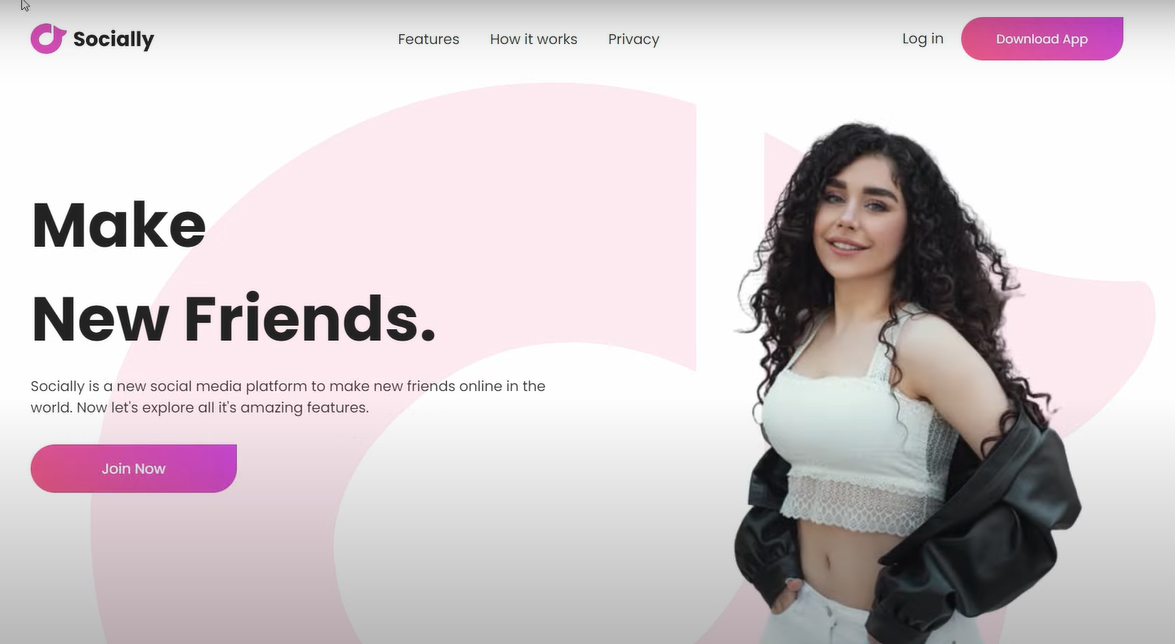 Socially
Features
How it works
Privacy
Log in
Download App
Make
New Friends.
Socially is a new social media platform to make new friends online in the
world. Now let's explore all it's amazing features.
Join Now